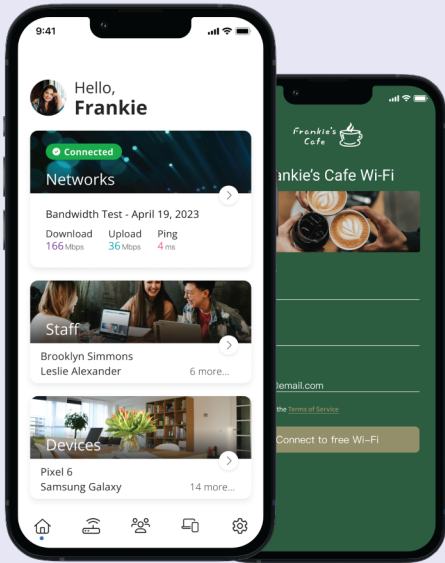 9:41
Hello,
Frankie
Connected
Networks
Bandwidth Test - April 19, 2023
Download Upload Ping
166 Mbps 36 Mbps 4 ms
Staff
Brooklyn Simmons
Leslie Alexander 6 more...
Devices
Pixel 6
Samsung Galaxy 14 more...
Frankie's
Cafe
ankie's Cafe Wi-Fi
email.com
the Terms of Service
Connect to free Wi-Fi